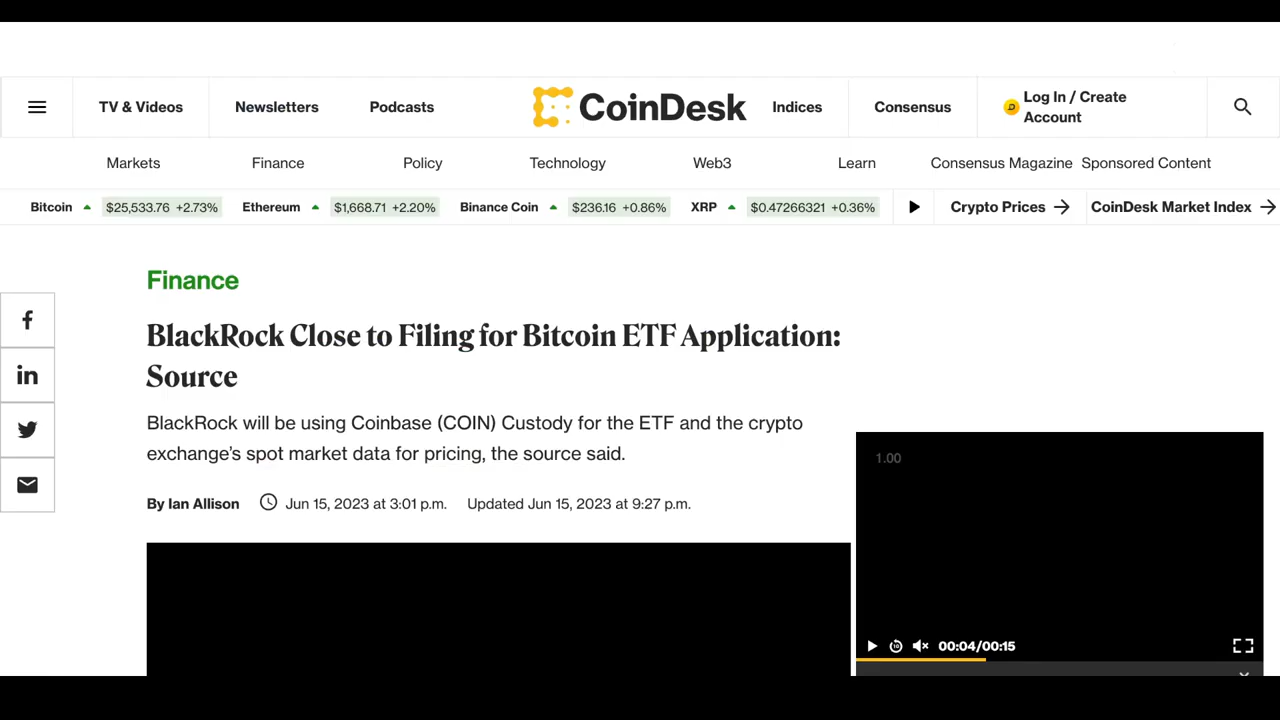 TV & Videos
Newsletters
Podcasts
CoinDesk
Indices
Consensus
Log In / Create
Account
Markets
Finance
Policy
Technology
Web3
Learn
Consensus Magazine
Sponsored Content
Bitcoin $25,533.76 +2.73%
Ethereum $1,668.71 +2.20%
Binance Coin $236.16 +0.86%
XRP $0.47266321 +0.36%
Crypto Prices
CoinDesk Market Index
Finance
BlackRock Close to Filing for Bitcoin ETF Application:
Source
BlackRock will be using Coinbase (COIN) Custody for the ETF and the crypto
exchange’s spot market data for pricing, the source said.
By Ian Allison
Jun 15, 2023 at 3:01 p.m.
Updated Jun 15, 2023 at 9:27 p.m.
1.00
10
00:04/00:15
f
in